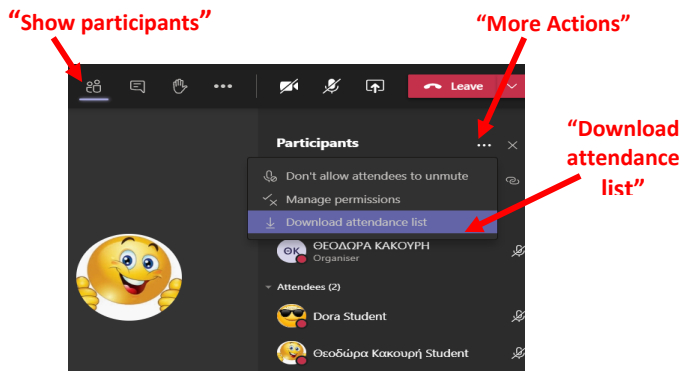 “Show participants”
“More Actions”
Leave
Participants
“Download
attendance
list”
Don't allow attendees to unmute
Manage permissions
Download attendance list
ΘΚ
ΘΕΟΔΩΡΑ ΚΑΚΟΥΡΗ
Organiser
Attendees (2)
Dora Student
Θεοδώρα Κακουρή Student